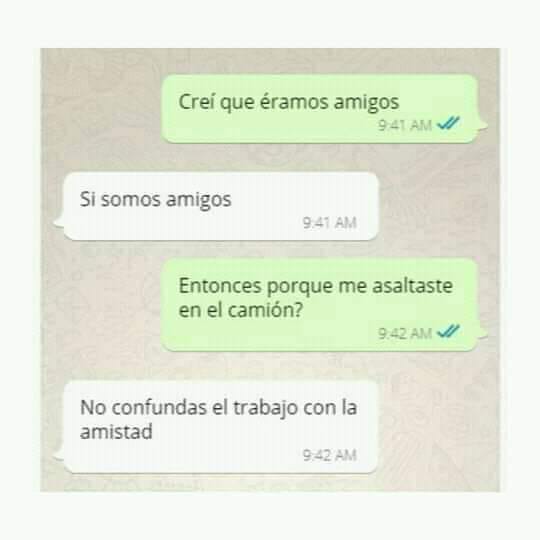 Creí que éramos amigos
9:41 AM
Si somos amigos
9:41 AM
Entonces porque me asaltaste
en el camión?
9:42 AM
No confundas el trabajo con la
amistad
9:42 AM